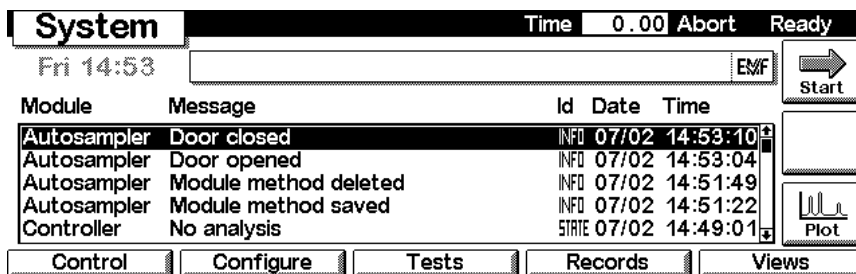 System Time 0.00 Abort Ready
Fri 14:53 EMF Start
Module Message Id Date Time
Autosampler Door closed INFO 07/02 14:53:10
Autosampler Door opened INFO 07/02 14:53:04
Autosampler Module method deleted INFO 07/02 14:51:49
Autosampler Module method saved INFO 07/02 14:51:22
Controller No analysis STATE 07/02 14:49:01
Plot
Control Configure Tests Records Views